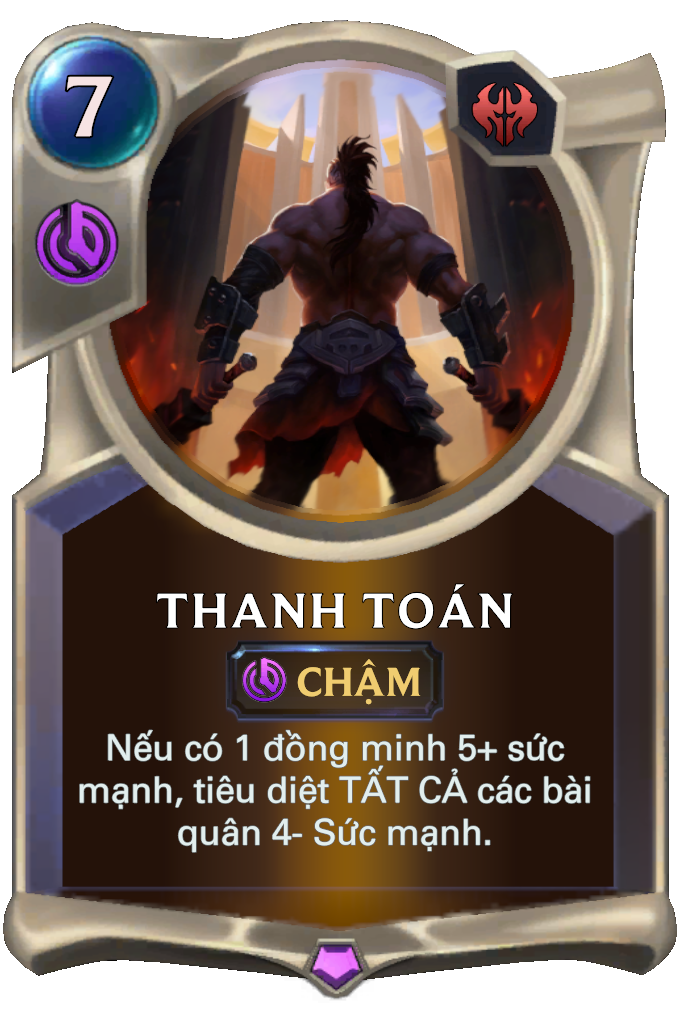 7
THANH TOÁN
CHẬM
Nếu có 1 đồng minh 5+ sức
mạnh, tiêu diệt TẤT CẢ các bài
quân 4- Sức mạnh.